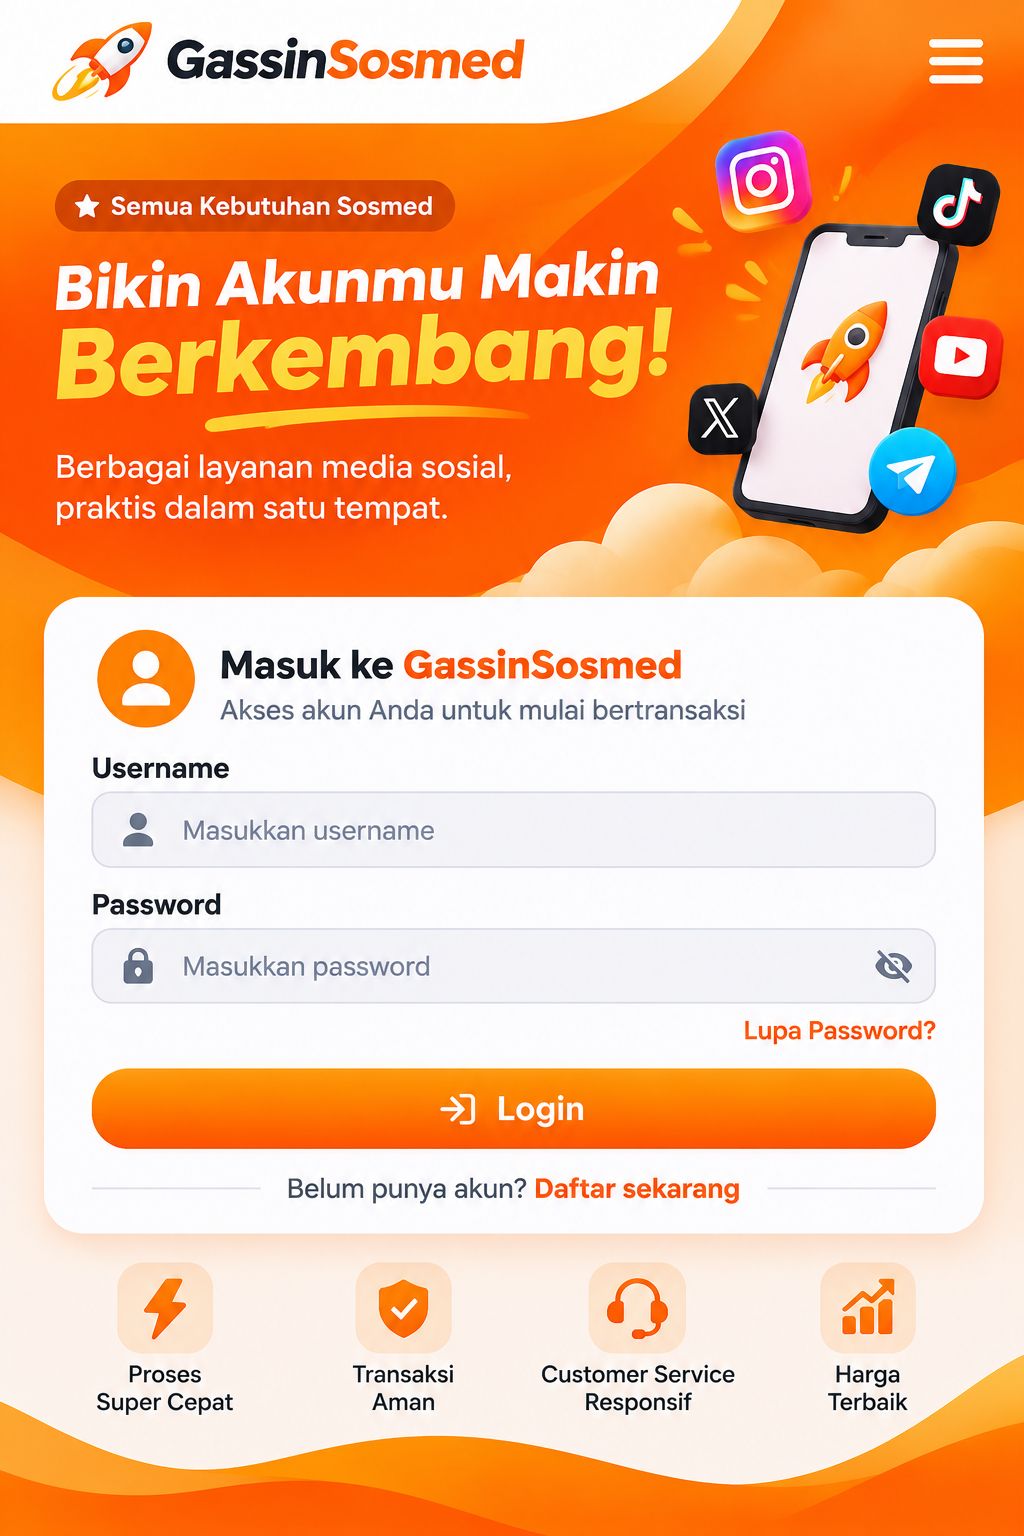 GassinSosmed
Semua Kebutuhan Sosmed
Bikin Akunmu Makin
Berkembang!
Berbagai layanan media sosial,
praktis dalam satu tempat.
Masuk ke GassinSosmed
Akses akun Anda untuk mulai bertransaksi
Username
Masukkan username
Password
Masukkan password
Lupa Password?
Login
Belum punya akun? Daftar sekarang
Proses
Super Cepat
Transaksi
Aman
Customer Service
Responsif
Harga
Terbaik